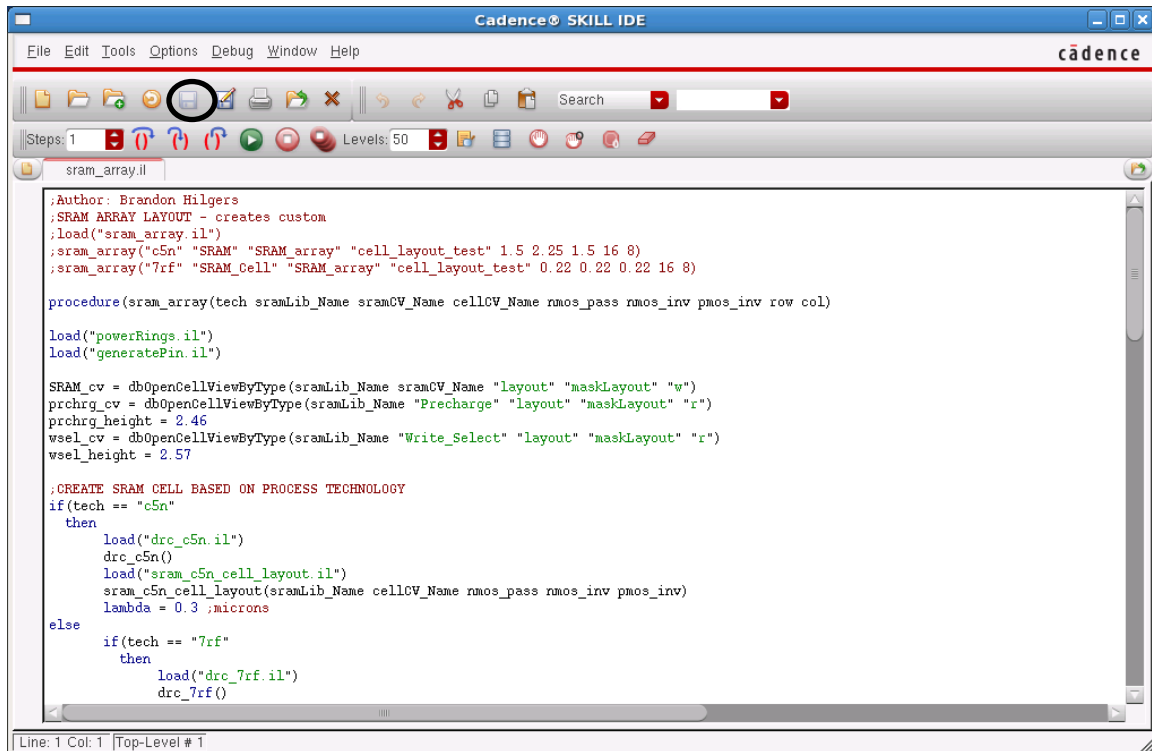 Cadence® SKILL IDE
File Edit Tools Options Debug Window Help
cādence
Search
Steps: 1 Levels: 50
sram_array.il
;Author: Brandon Hilgers
;SRAM ARRAY LAYOUT - creates custom
;load("sram_array.il")
;sram_array("c5n" "SRAM" "SRAM_array" "cell_layout_test" 1.5 2.25 1.5 16 8)
;sram_array("7rf" "SRAM_Cell" "SRAM_array" "cell_layout_test" 0.22 0.22 0.22 16 8)
procedure(sram_array(tech sramLib_Name sramCV_Name cellCV_Name nmos_pass nmos_inv pmos_inv row col)
load("powerRings.il")
load("generatePin.il")
SRAM_cv = dbOpenCellViewByType(sramLib_Name sramCV_Name "layout" "maskLayout" "w")
prchrg_cv = dbOpenCellViewByType(sramLib_Name "Precharge" "layout" "maskLayout" "r")
prchrg_height = 2.46
wsel_cv = dbOpenCellViewByType(sramLib_Name "Write_Select" "layout" "maskLayout" "r")
wsel_height = 2.57
;CREATE SRAM CELL BASED ON PROCESS TECHNOLOGY
if(tech == "c5n"
then
load("drc_c5n.il")
drc_c5n()
load("sram_c5n_cell_layout.il")
sram_c5n_cell_layout(sramLib_Name cellCV_Name nmos_pass nmos_inv pmos_inv)
lambda = 0.3 ;microns
else
if(tech == "7rf"
then
load("drc_7rf.il")
drc_7rf()
Line: 1 Col: 1 Top-Level # 1